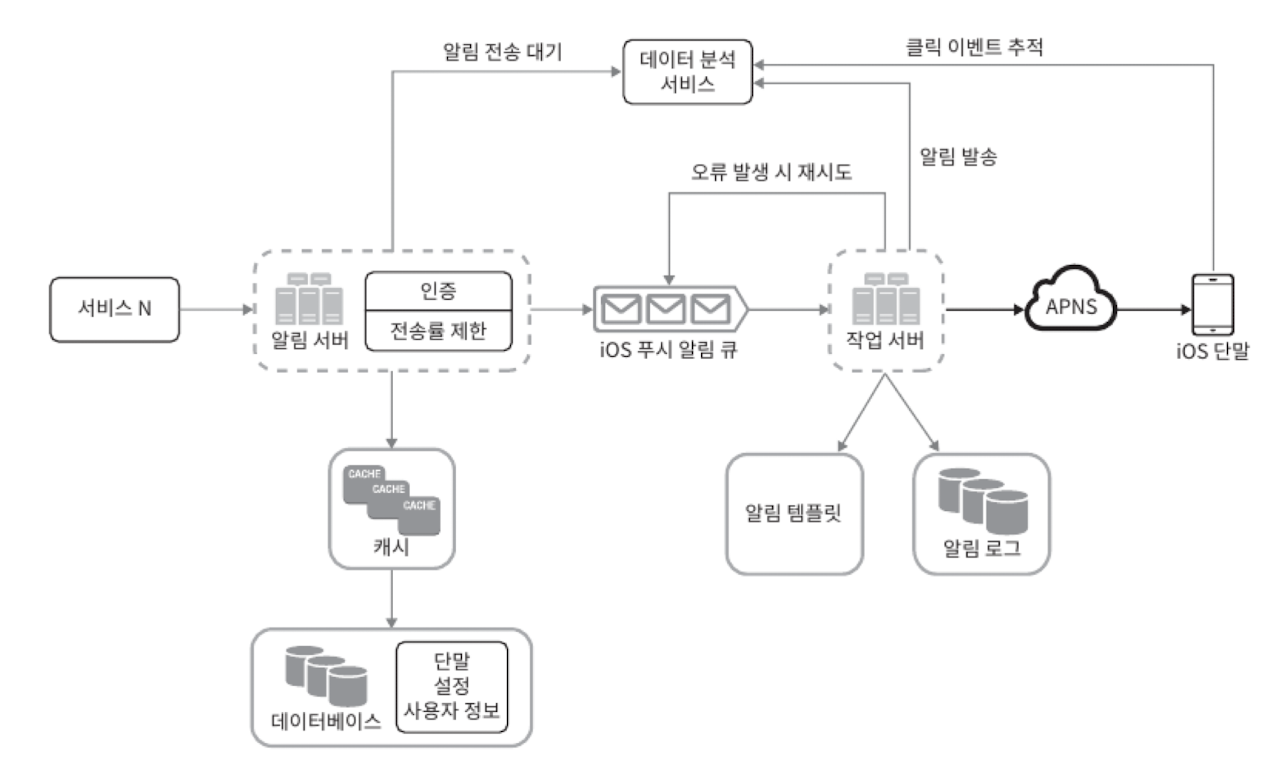 알림 전송 대기
데이터 분석
서비스
클릭 이벤트 추적
알림 발송
오류 발생 시 재시도
서비스 N
알림 서버
인증
전송률 제한
iOS 푸시 알림 큐
작업 서버
APNS
iOS 단말
CACHE
CACHE
CACHE
캐시
알림 템플릿
알림 로그
데이터베이스
단말
설정
사용자 정보